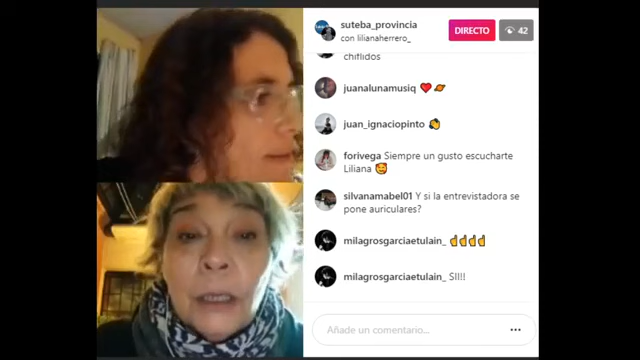 suteba_provincia
con lilianaherrero_
DIRECTO
42
chiflidos
juanalunamusiq ❤️🪐
juan_ignaciopinto 👏
forivega Siempre un gusto escucharte
Liliana 🥰
silvanamabel01 Y si la entrevistadora se
pone auriculares?
milagrosgarciaetulain_ ☝️☝️☝️☝️
milagrosgarciaetulain_ SII!!
Añade un comentario...